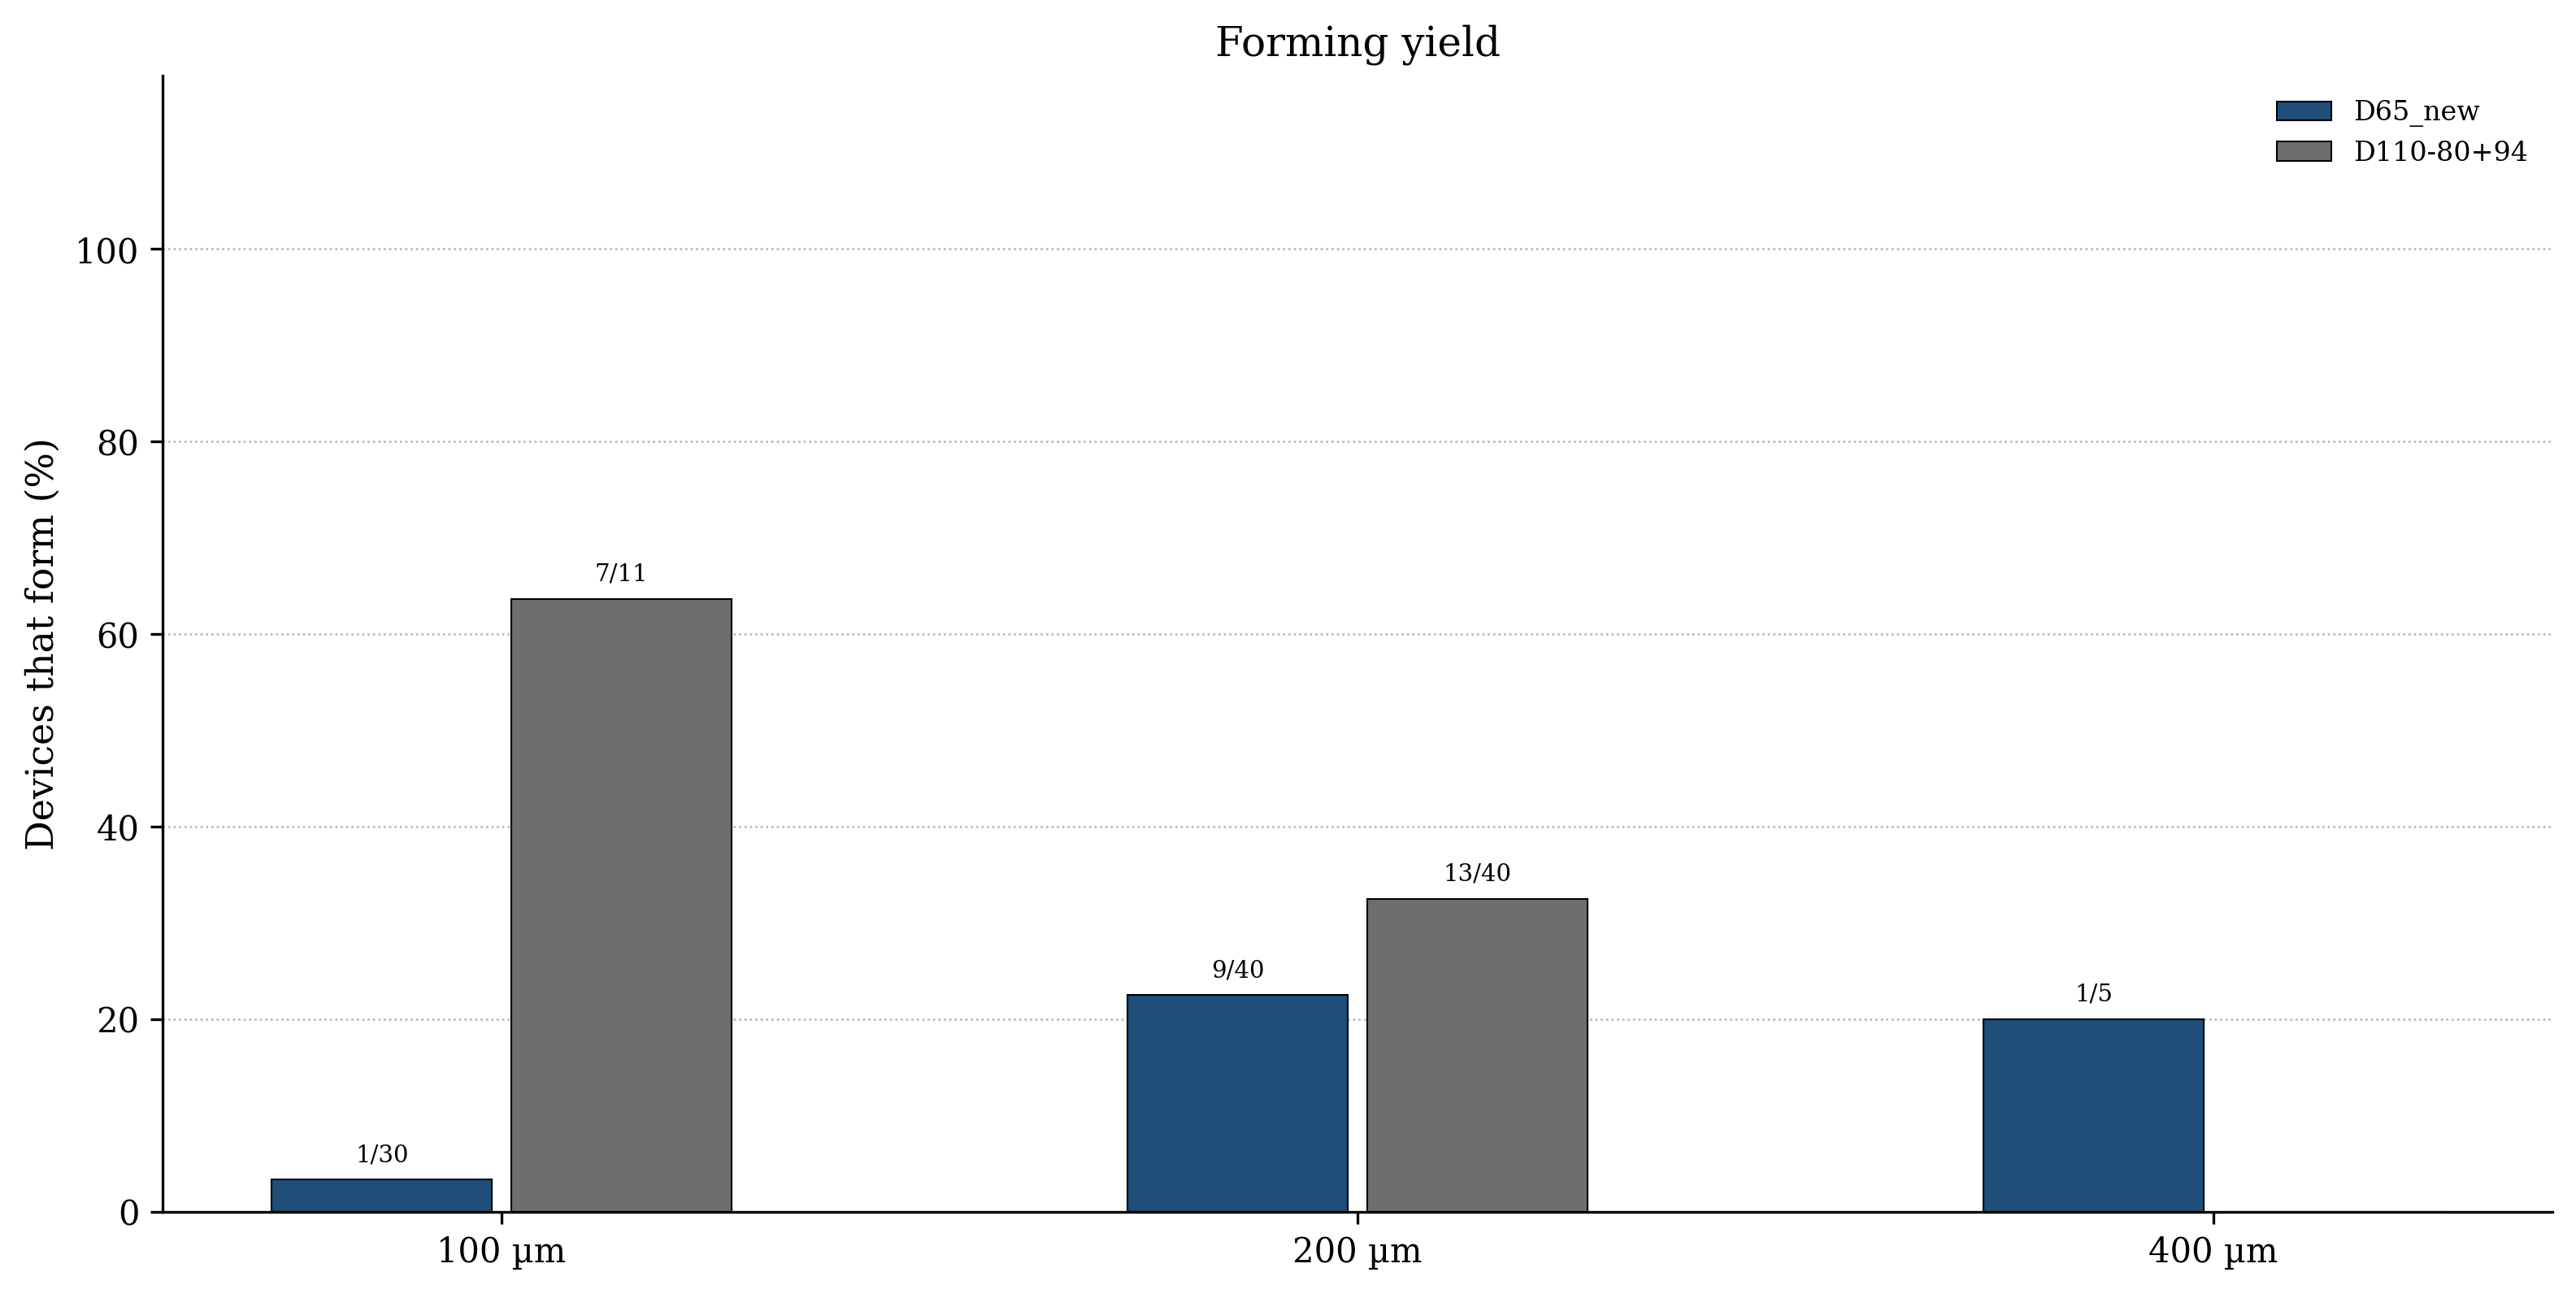 Forming yield
D65_new
D110-80+94
Devices that form (%)
100
80
60
40
20
0
1/30
7/11
9/40
13/40
1/5
100 µm
200 µm
400 µm